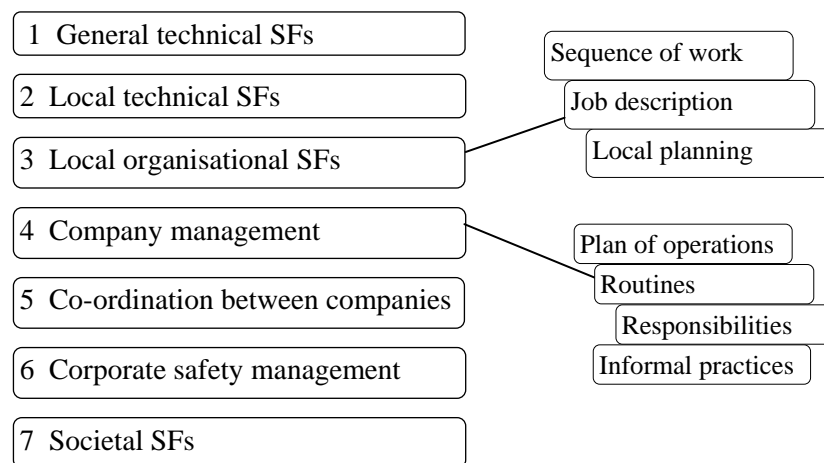 1 General technical SFs
2 Local technical SFs
3 Local organisational SFs
4 Company management
5 Co-ordination between companies
6 Corporate safety management
7 Societal SFs
Sequence of work
Job description
Local planning
Plan of operations
Routines
Responsibilities
Informal practices